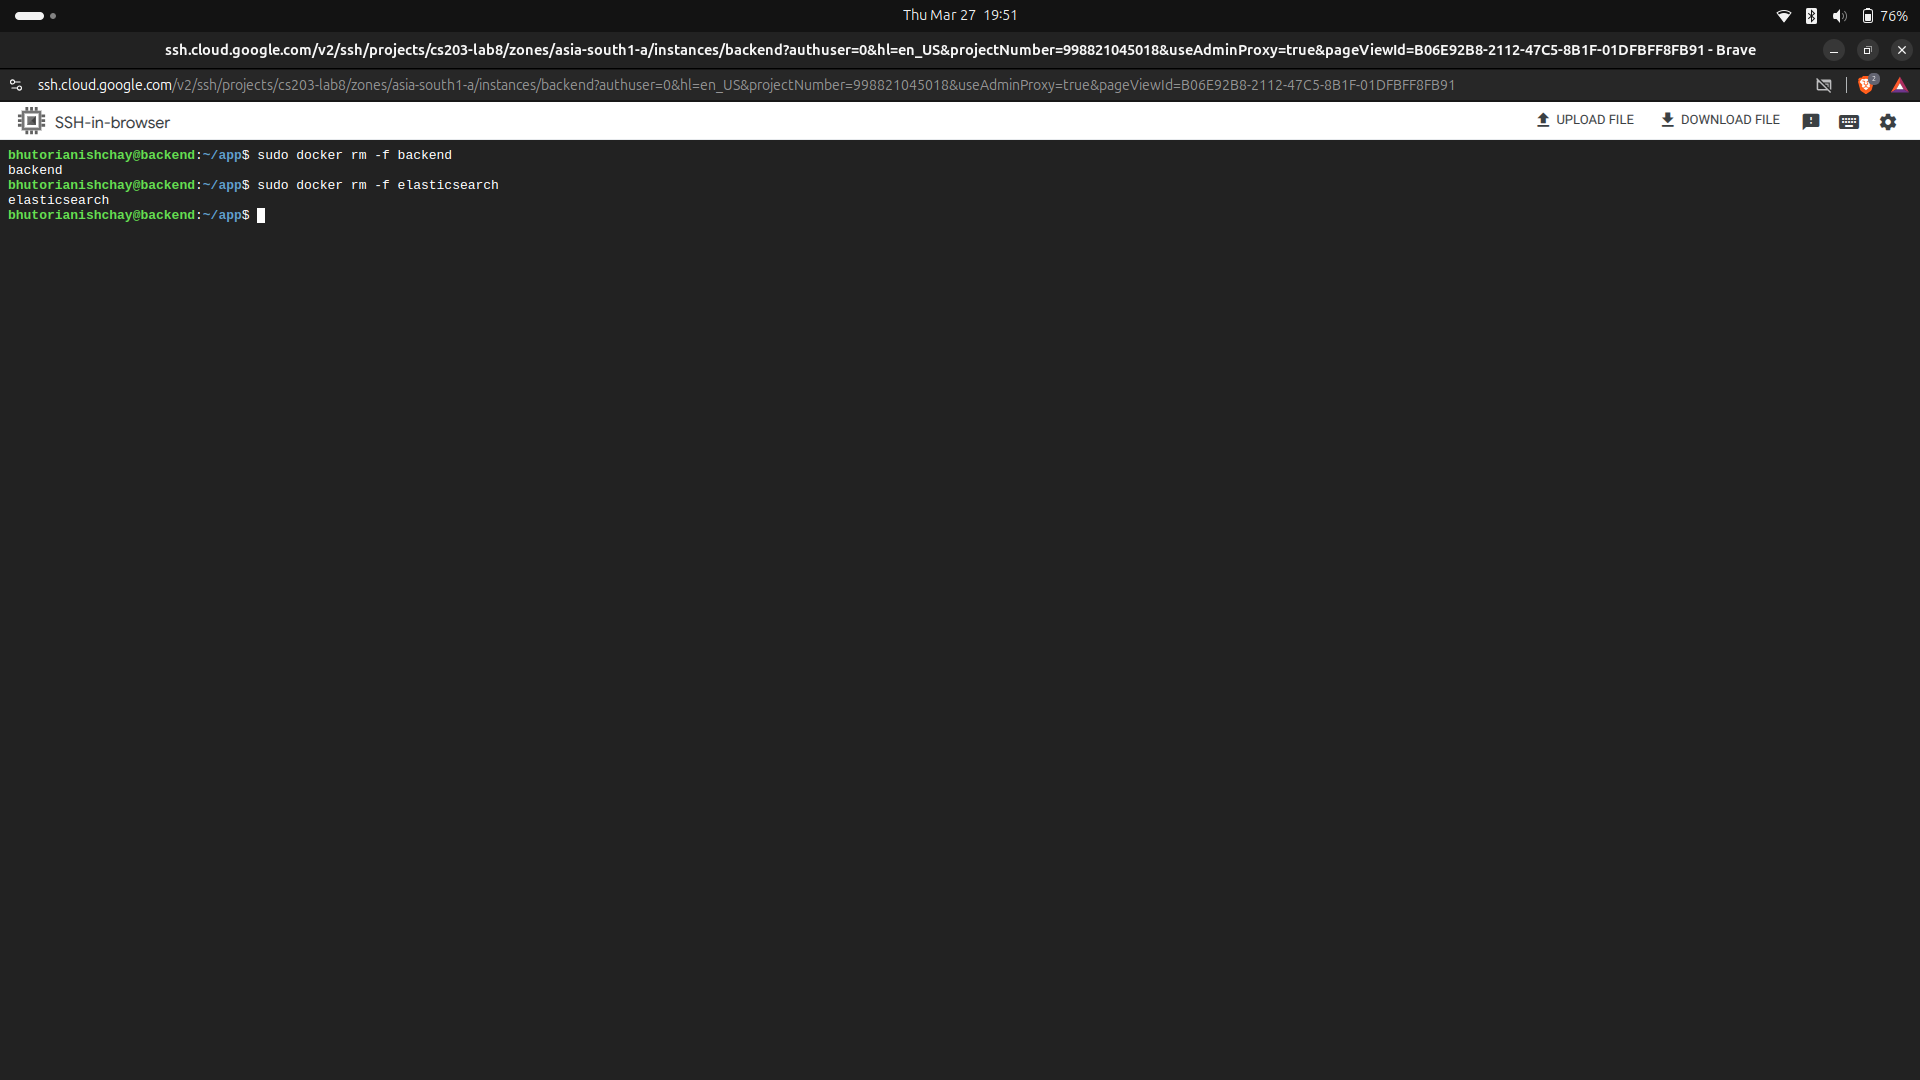 Thu Mar 27 19:51
76%
ssh.cloud.google.com/v2/ssh/projects/cs203-lab8/zones/asia-south1-a/instances/backend?authuser=0&hl=en_US&projectNumber=998821045018&useAdminProxy=true&pageViewId=B06E92B8-2112-47C5-8B1F-01DFBFF8FB91 - Brave
ssh.cloud.google.com/v2/ssh/projects/cs203-lab8/zones/asia-south1-a/instances/backend?authuser=0&hl=en_US&projectNumber=998821045018&useAdminProxy=true&pageViewId=B06E92B8-2112-47C5-8B1F-01DFBFF8FB91
2
SSH-in-browser
UPLOAD FILE
DOWNLOAD FILE
bhutorianishchay@backend:~/app$ sudo docker rm -f backend
backend
bhutorianishchay@backend:~/app$ sudo docker rm -f elasticsearch
elasticsearch
bhutorianishchay@backend:~/app$